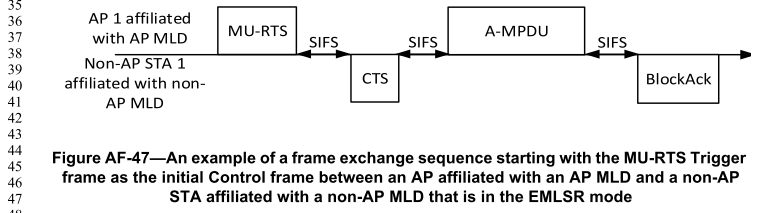 35
36
37
38
39
40
41
42
43
44
45
46
47
AP 1 affiliated
with AP MLD
MU-RTS
SIFS
SIFS
A-MPDU
SIFS
Non-AP STA 1
affiliated with non-
AP MLD
CTS
BlockAck
Figure AF-47—An example of a frame exchange sequence starting with the MU-RTS Trigger
frame as the initial Control frame between an AP affiliated with an AP MLD and a non-AP
STA affiliated with a non-AP MLD that is in the EMLSR mode